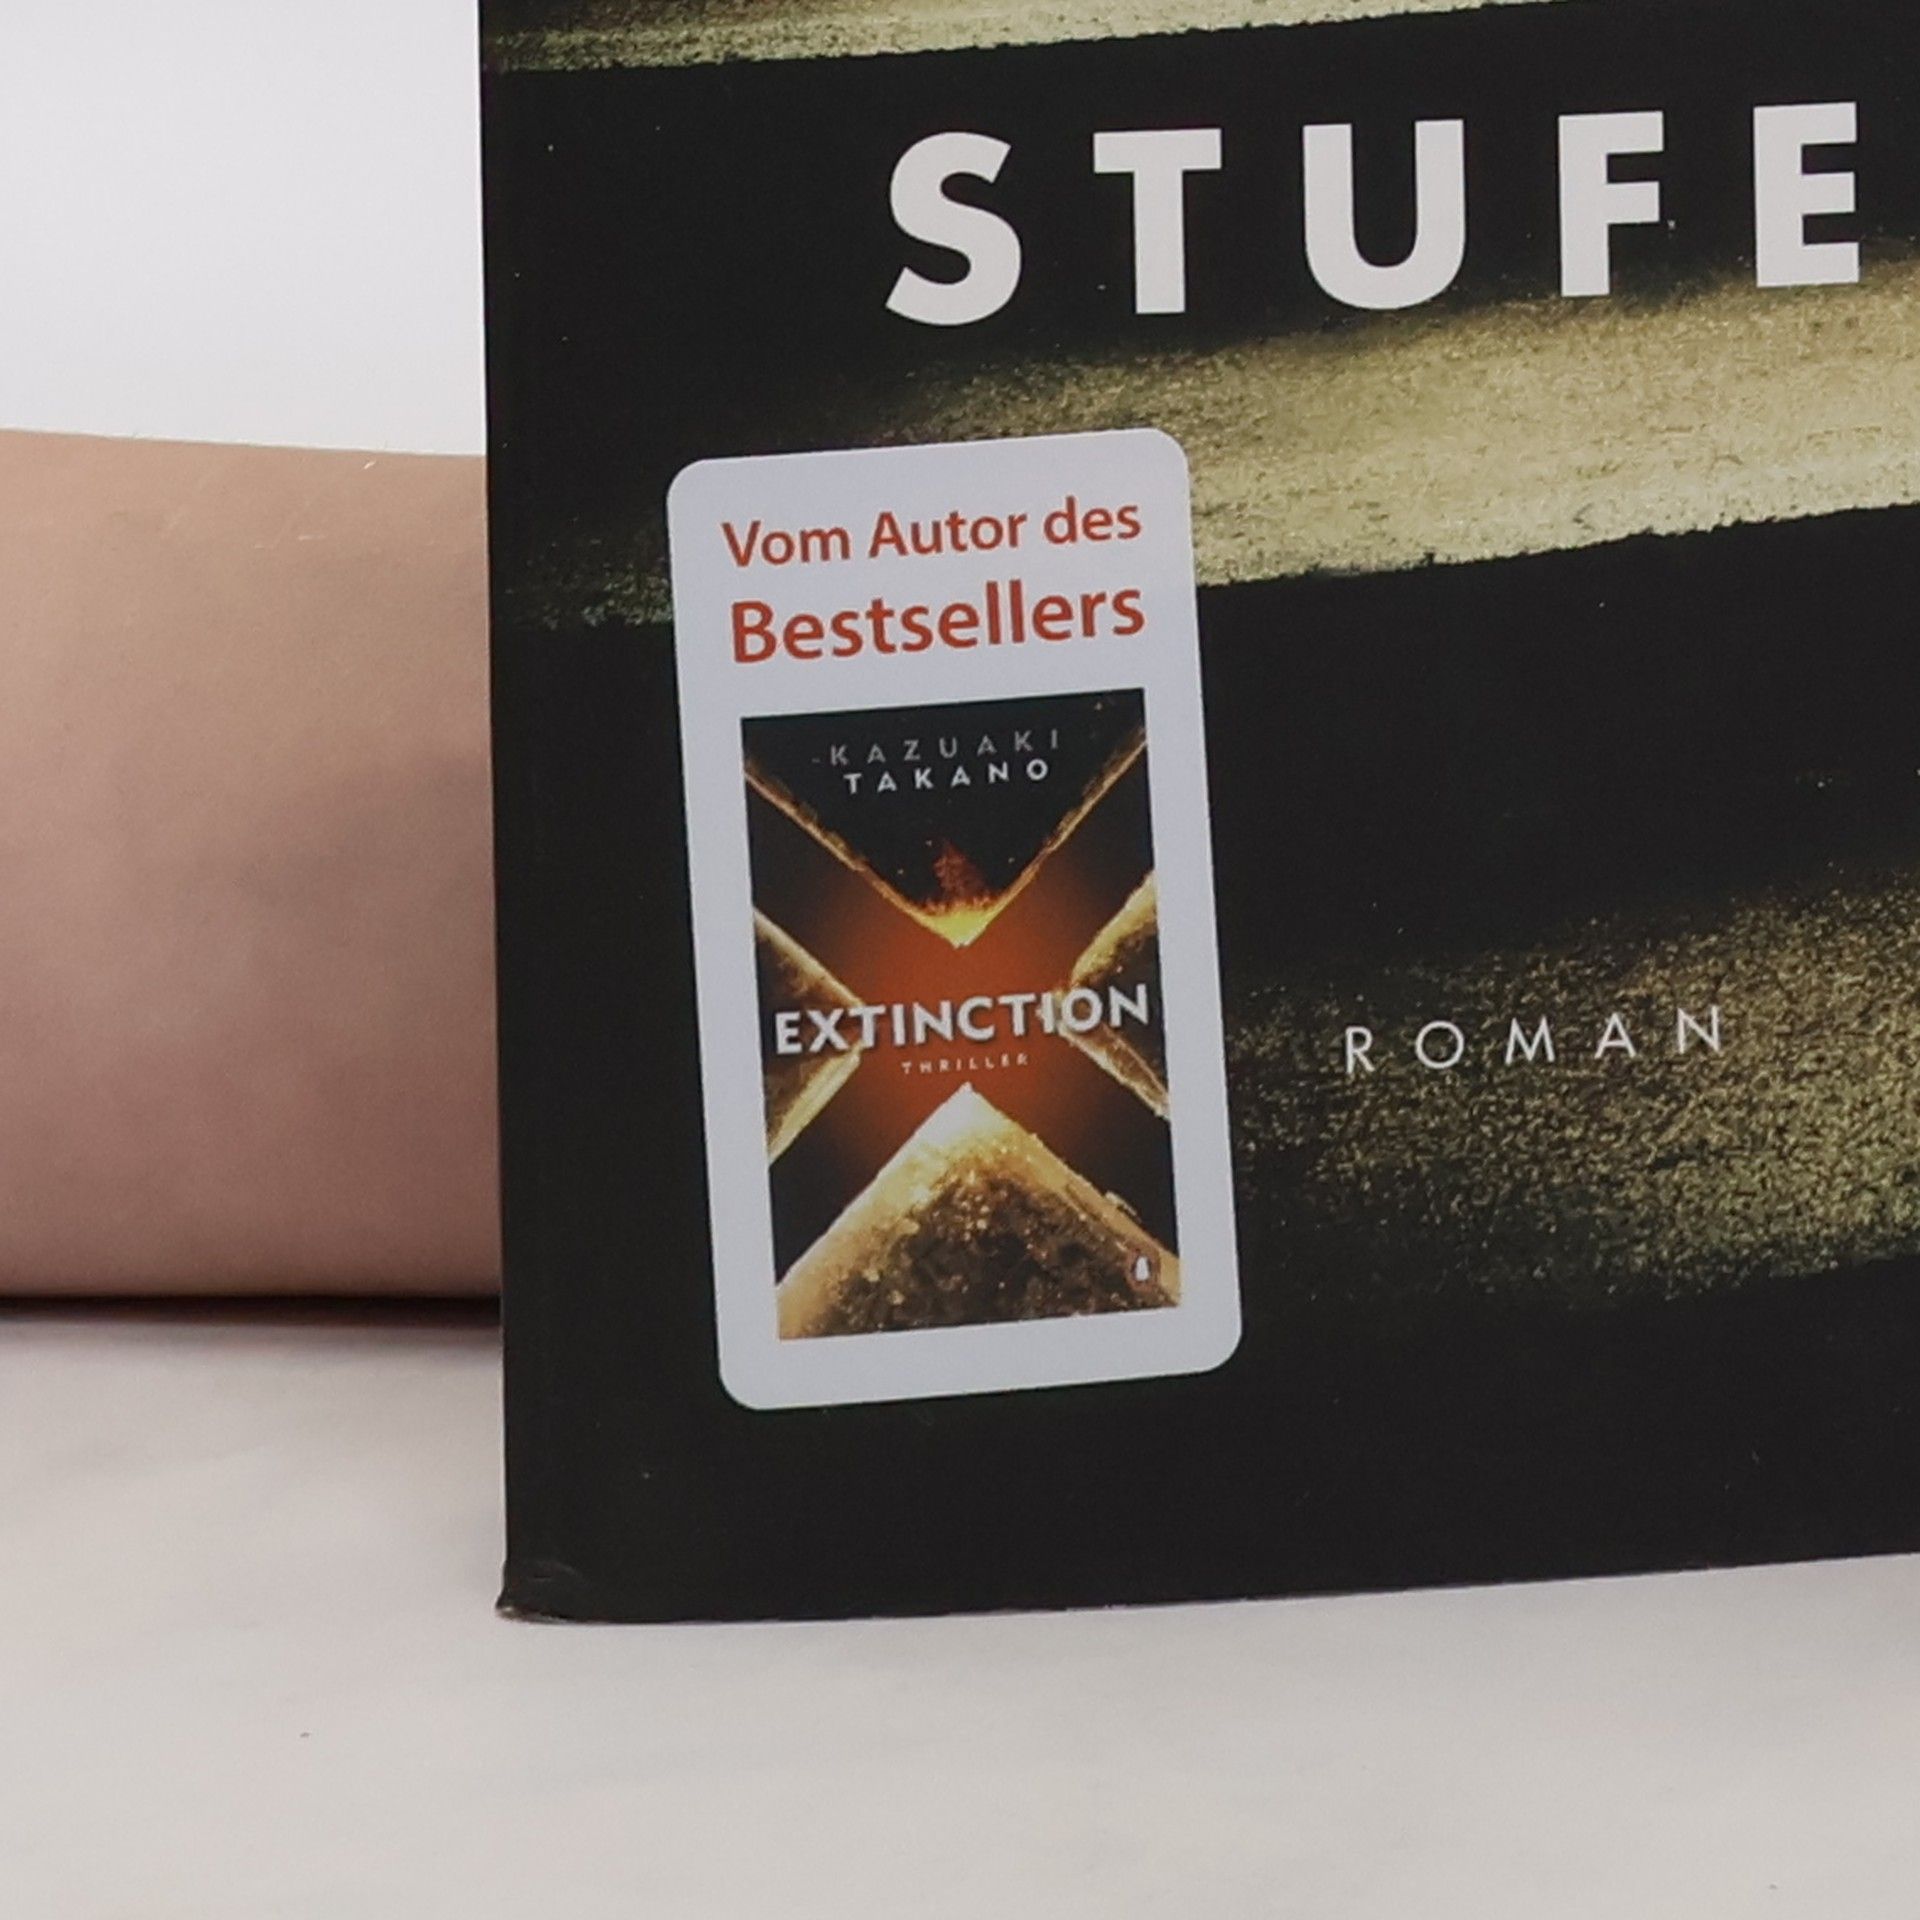 STUFE
Vom Autor des
Bestsellers
KAZUAKI
TAKANO
EXTINCTION
THRILLER
ROMAN